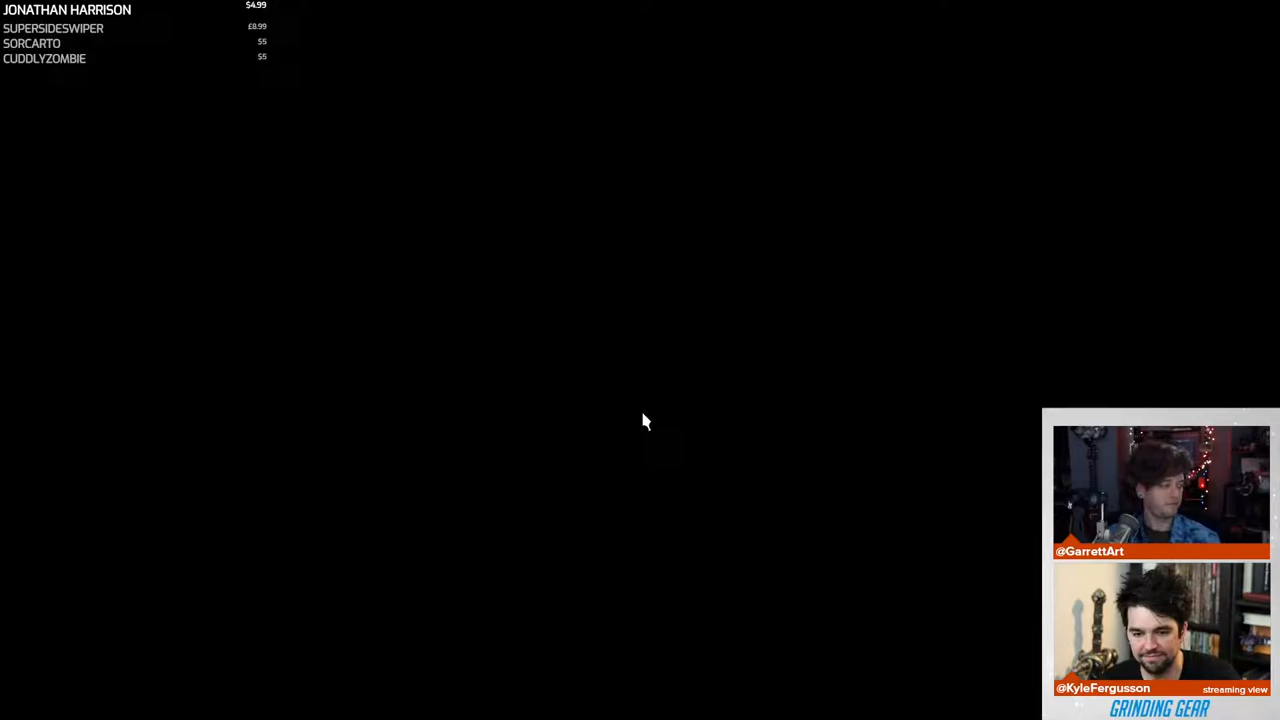 JONATHAN HARRISON $4.99
SUPERSIDESWIPER £8.99
SORCARTO $5
CUDDLYZOMBIE $5
@GarrettArt
@KyleFergusson streaming view
GRINDING GEAR